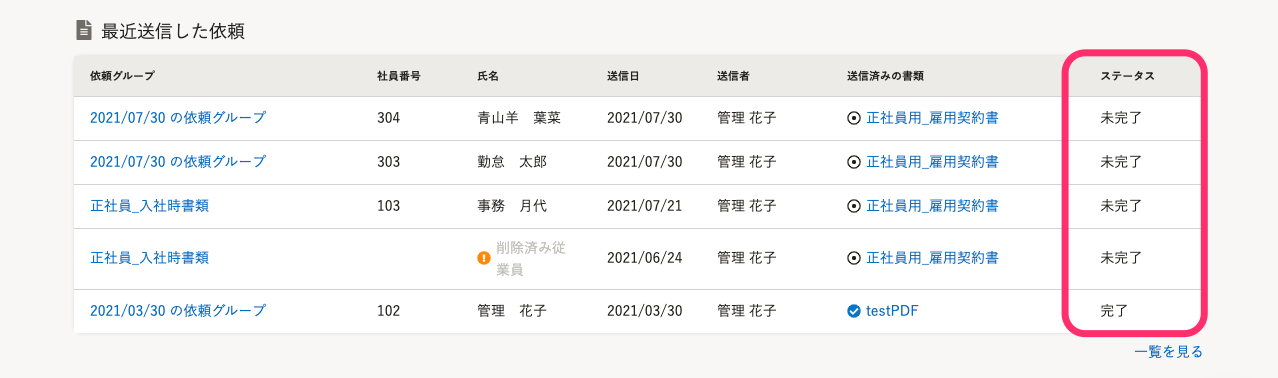 最近送信した依頼
依頼グループ 社員番号 氏名 送信日 送信者 送信済みの書類 ステータス
2021/07/30 の依頼グループ 304 青山羊　葉菜 2021/07/30 管理 花子 正社員用_雇用契約書 未完了
2021/07/30 の依頼グループ 303 勤怠　太郎 2021/07/30 管理 花子 正社員用_雇用契約書 未完了
正社員_入社時書類 103 事務　月代 2021/07/21 管理 花子 正社員用_雇用契約書 未完了
正社員_入社時書類 削除済み従業員 2021/06/24 管理 花子 正社員用_雇用契約書 未完了
2021/03/30 の依頼グループ 102 管理　花子 2021/03/30 管理 花子 testPDF 完了
一覧を見る